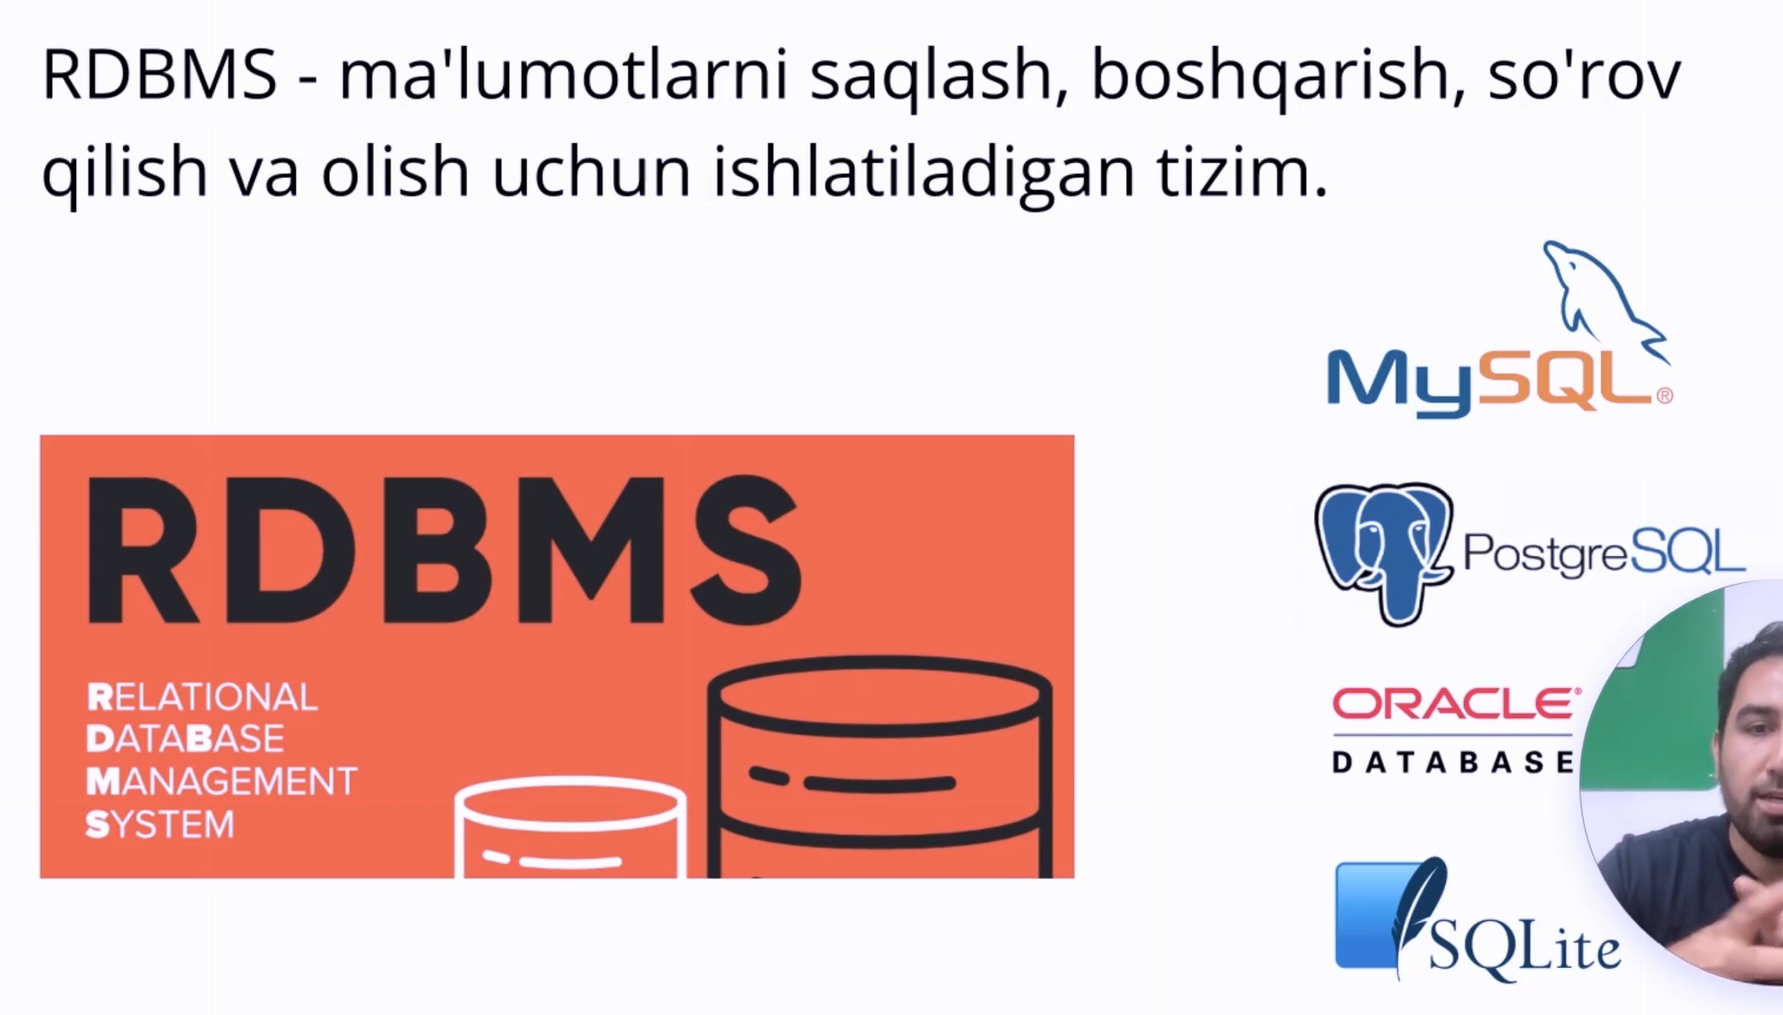 RDBMS - ma'lumotlarni saqlash, boshqarish, so'rov
qilish va olish uchun ishlatiladigan tizim.
MySQL®
PostgreSQL
RDBMS
RELATIONAL
DATABASE
MANAGEMENT
SYSTEM
ORACLE®
DATABASE
SQLite